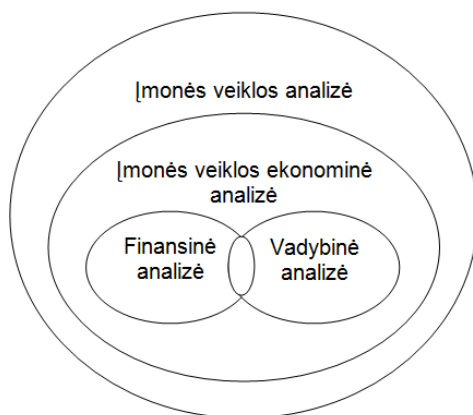 Įmonės veiklos analizė
Įmonės veiklos ekonominė
analizė
Finansinė
analizė
Vadybinė
analizė